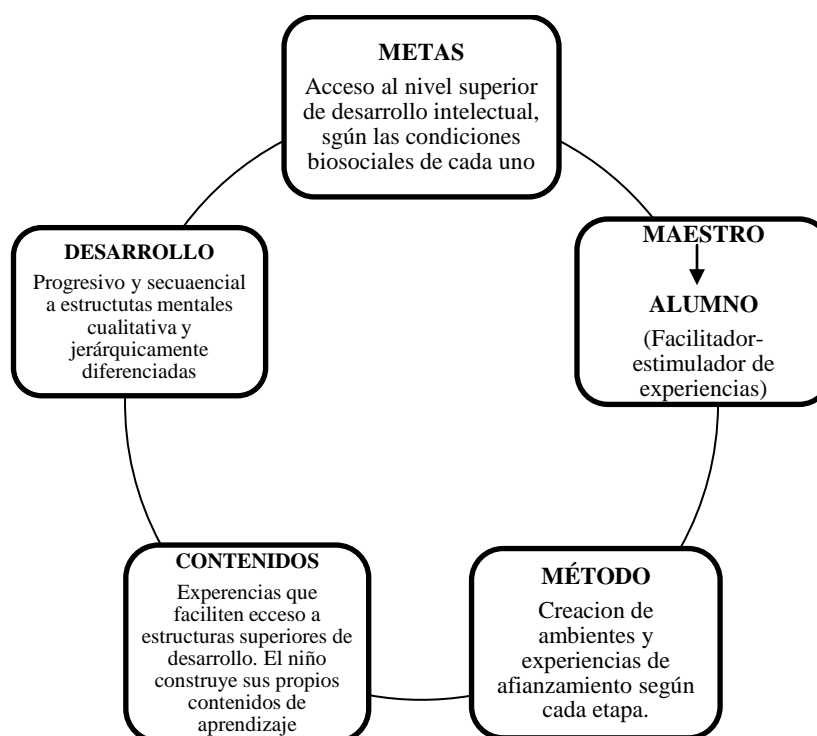 METAS
Acceso al nivel superior
de desarrollo intelectual,
sgún las condiciones
biosociales de cada uno
MAESTRO
ALUMNO
(Facilitador-
estimulador de
experiencias)
MÉTODO
Creacion de
ambientes y
experiencias de
afianzamiento según
cada etapa.
CONTENIDOS
Experencias que
faciliten ecceso a
estructuras superiores de
desarrollo. El niño
construye sus propios
contenidos de
aprendizaje
DESARROLLO
Progresivo y secuaencial
a estructutas mentales
cualitativa y
jerárquicamente
diferenciadas